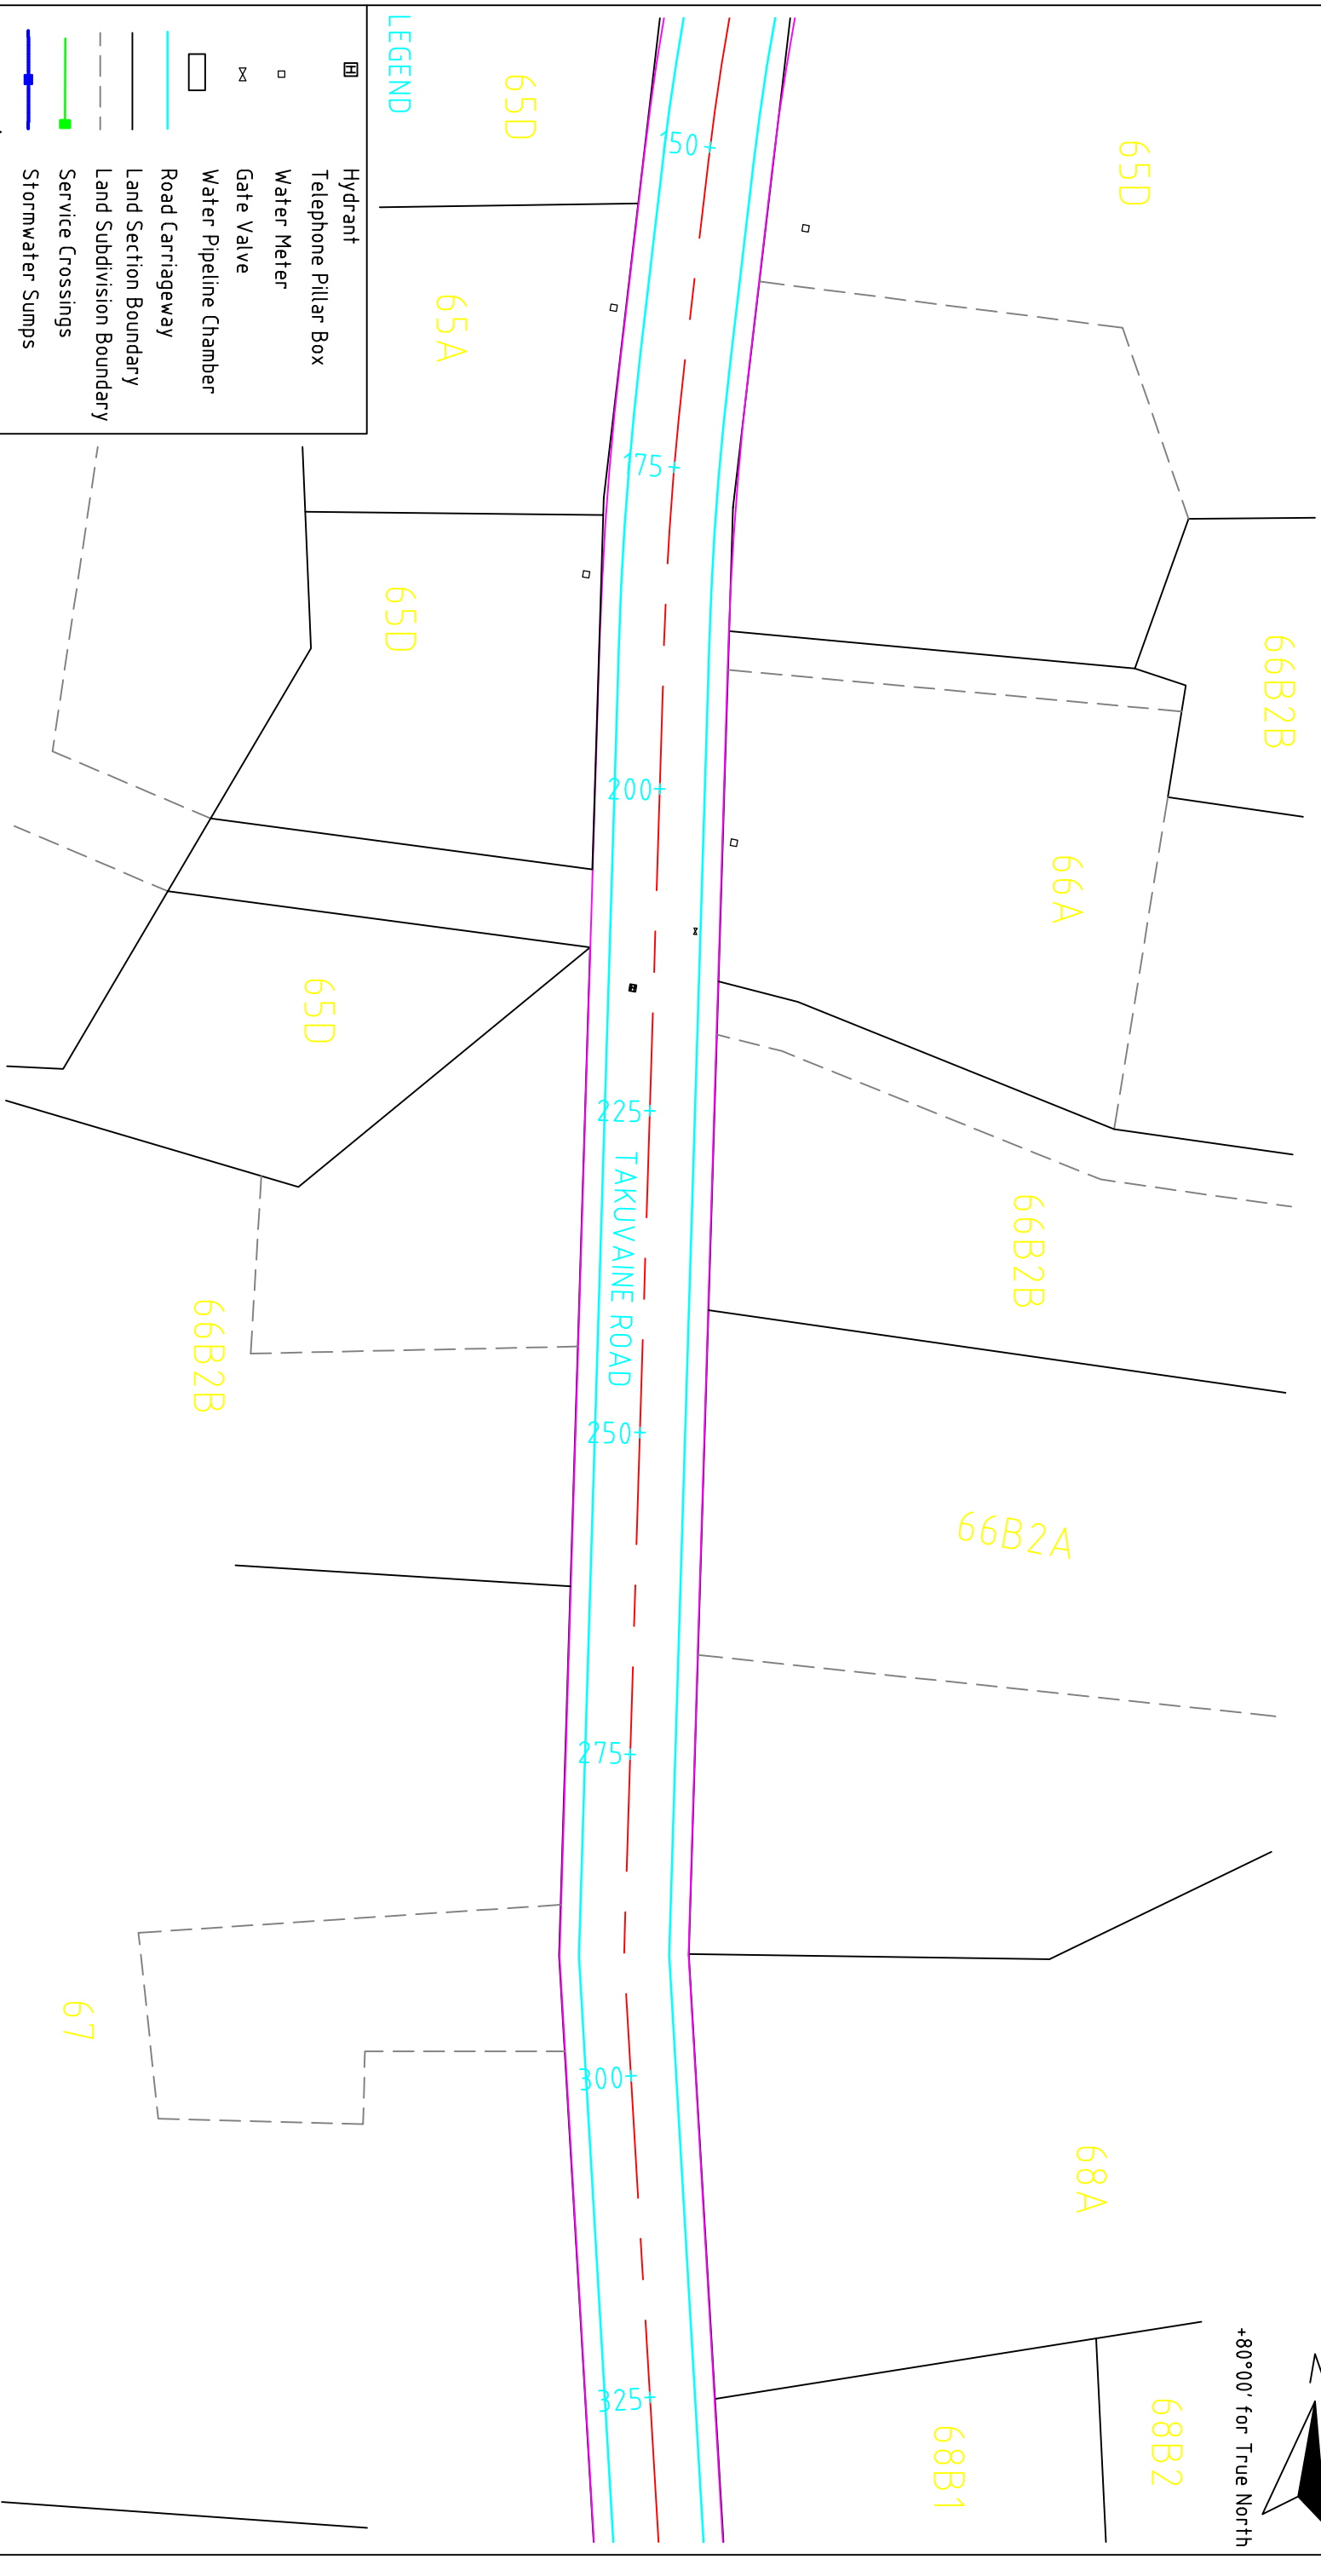 LEGEND
Hydrant
Telephone Pillar Box
Water Meter
Gate Valve
Water Pipeline Chamber
Road Carriageway
Land Section Boundary
Land Subdivision Boundary
Service Crossings
Stormwater Sumps
H
65D
65D
65A
65D
66B2B
66A
65D
66B2B
66B2B
66B2A
67
68A
68B1
68B2
150+
175+
200+
225+
TAKUVAINE ROAD
250+
275+
300+
325+
+80°00' for True North